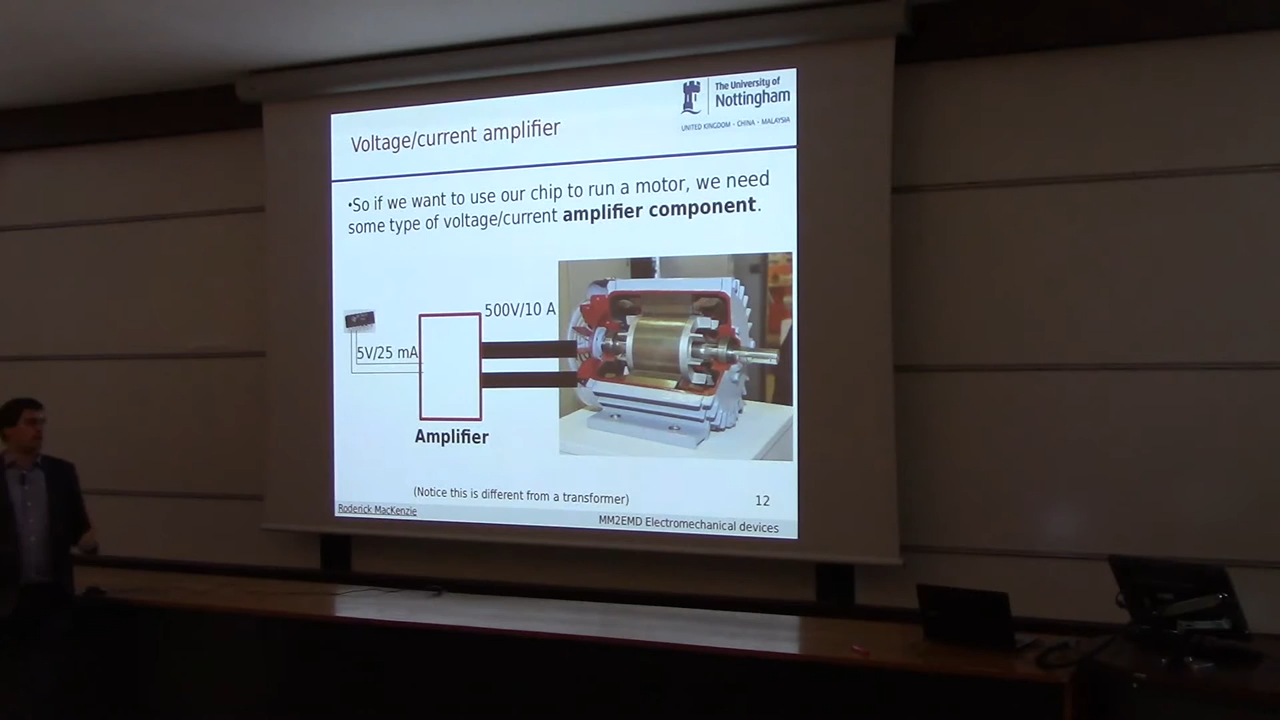 The University of
Nottingham
UNITED KINGDOM · CHINA · MALAYSIA
Voltage/current amplifier
•So if we want to use our chip to run a motor, we need
some type of voltage/current amplifier component.
500V/10 A
5V/25 mA
Amplifier
(Notice this is different from a transformer)
12
Roderick MacKenzie
MM2EMD Electromechanical devices